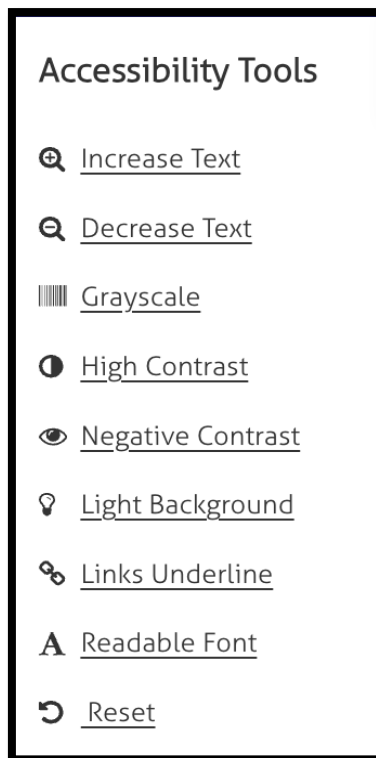 Accessibility Tools
Increase Text
Decrease Text
Grayscale
High Contrast
Negative Contrast
Light Background
Links Underline
Readable Font
Reset